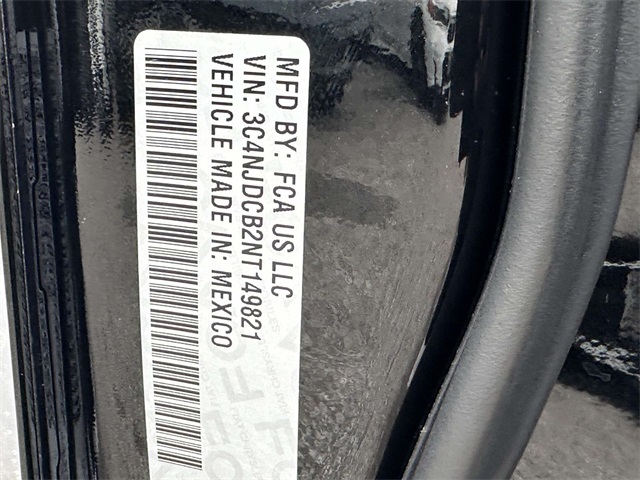 MFD BY: FCA US LLC
VIN: 3C4NJDCB2NT149821
VEHICLE MADE IN: MEXICO